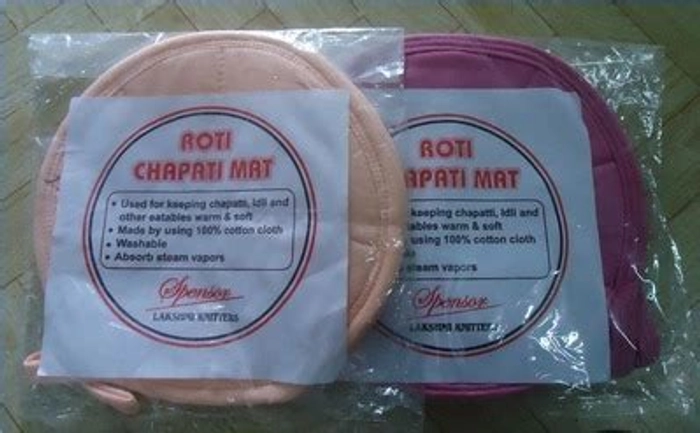 ROTI
CHAPATI MAT
• Used for keeping chapatti, Idli and
other eatables warm & soft
• Made by using 100% cotton cloth
• Washable
• Absorb steam vapors
Sponsor
LAKSHMI KNITTERS
ROTI
APATI MAT
keeping chapatti, Idli and
ables warm & soft
using 100% cotton cloth
steam vapors
Sponsor
LAKSHMI KNITTERS